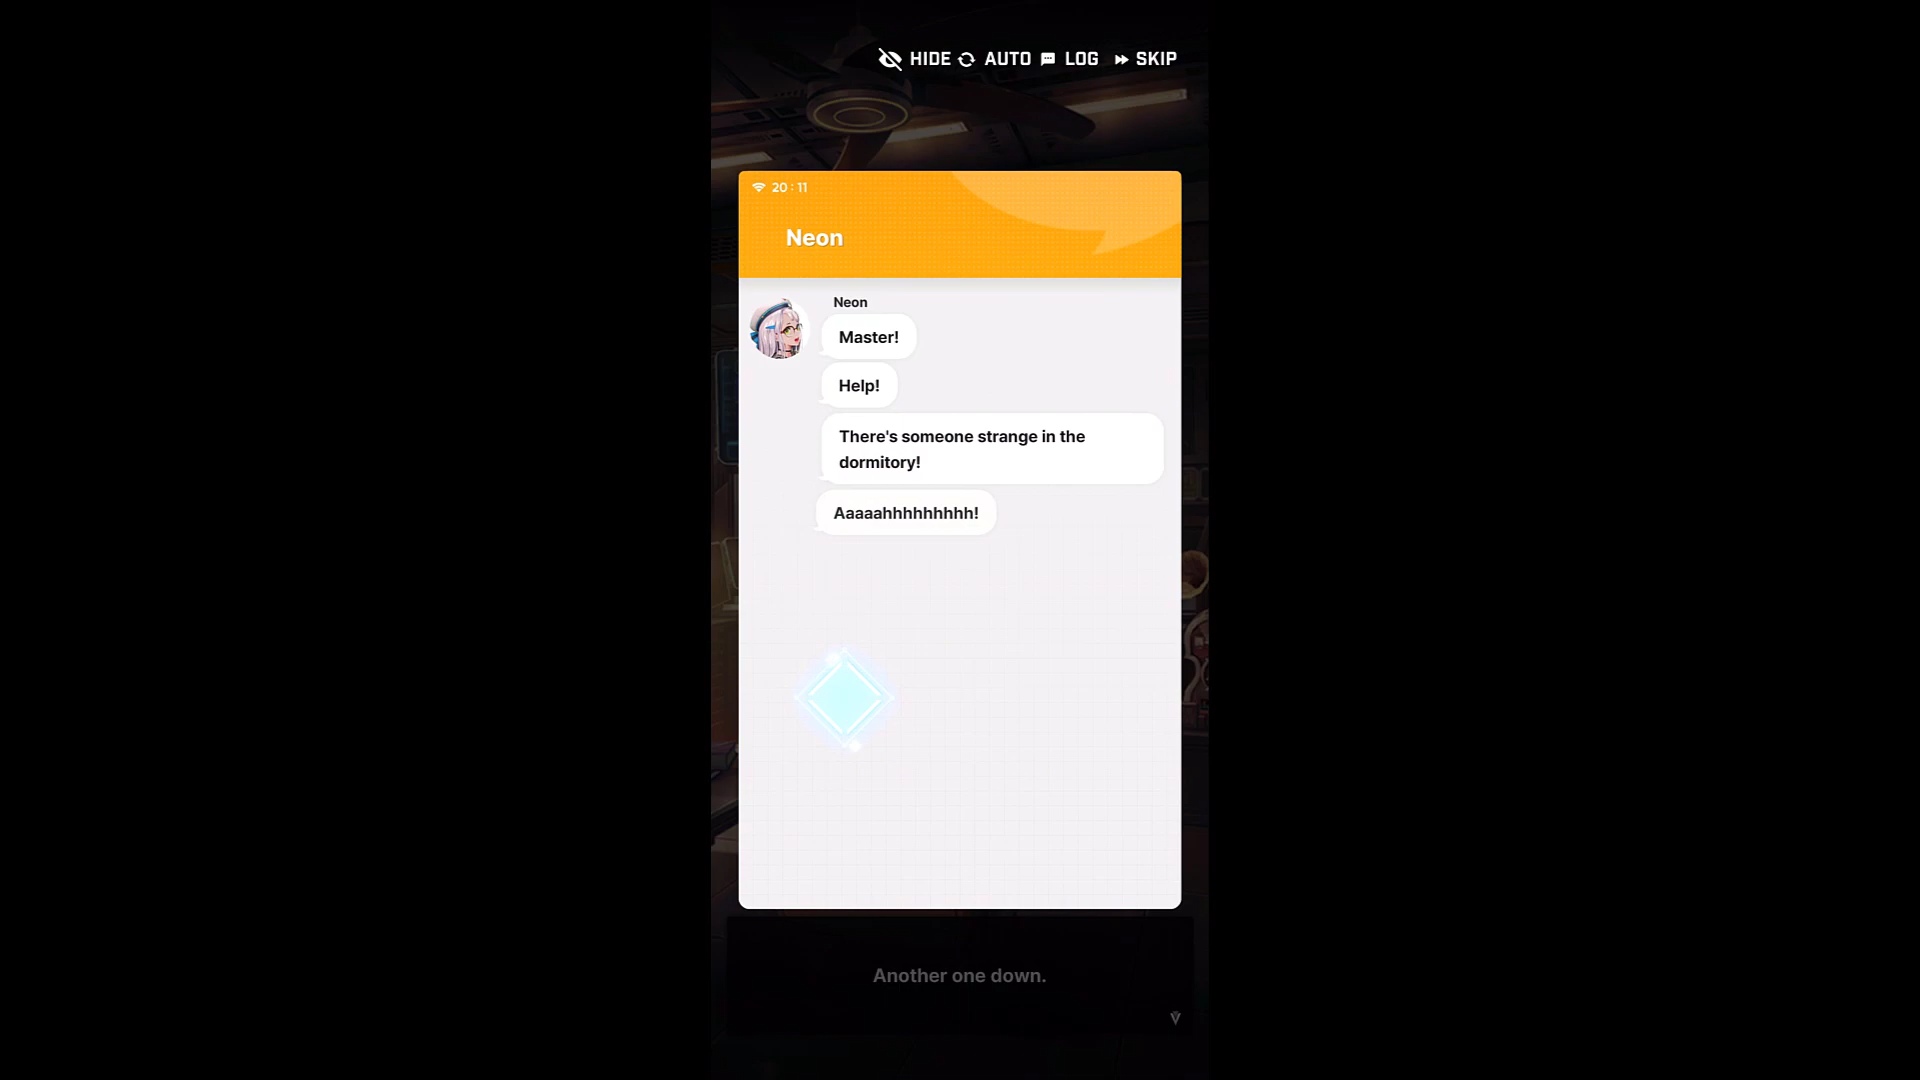 HIDE AUTO LOG SKIP
20 : 11
Neon
Neon
Master!
Help!
There's someone strange in the
dormitory!
Aaaaahhhhhhhhh!
Another one down.